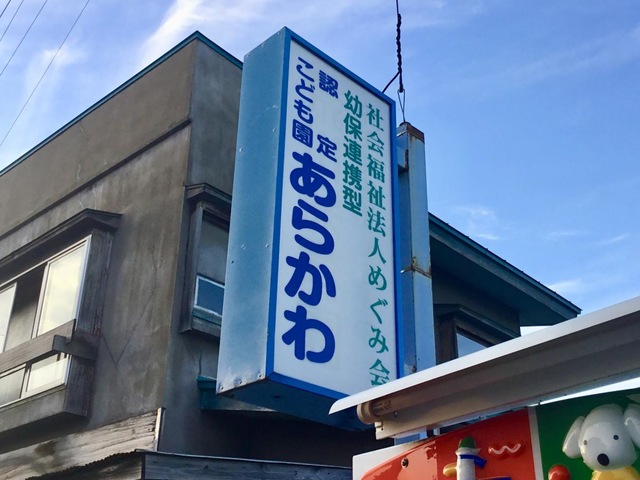 社会福祉法人めぐみ会
幼保連携型
認定
こども園
あらかわ